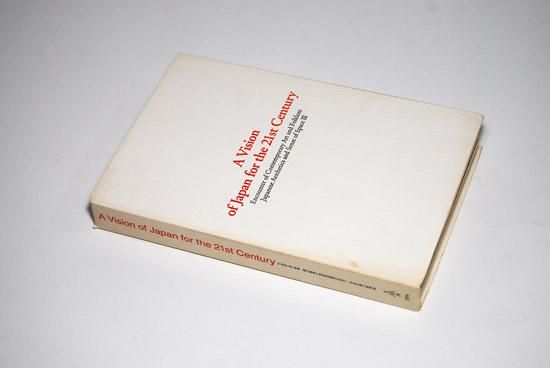 A Vision
of Japan for the 21st Century
Encounter of Contemporary Art and Folklore
Japanese Aesthetics and Sense of Space III
A Vision of Japan for the 21st Century